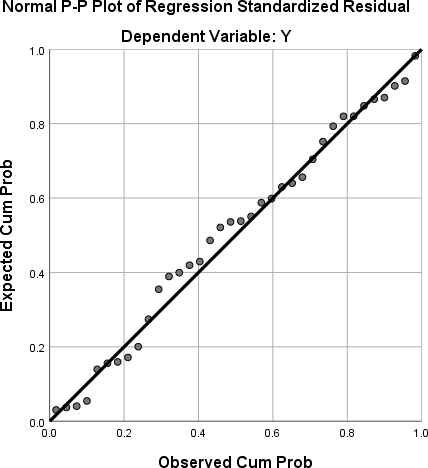 Normal P-P Plot of Regression Standardized Residual
Dependent Variable: Y
Expected Cum Prob
1.0
0.8
0.6
0.4
0.2
0.0
0.0 0.2 0.4 0.6 0.8 1.0
Observed Cum Prob